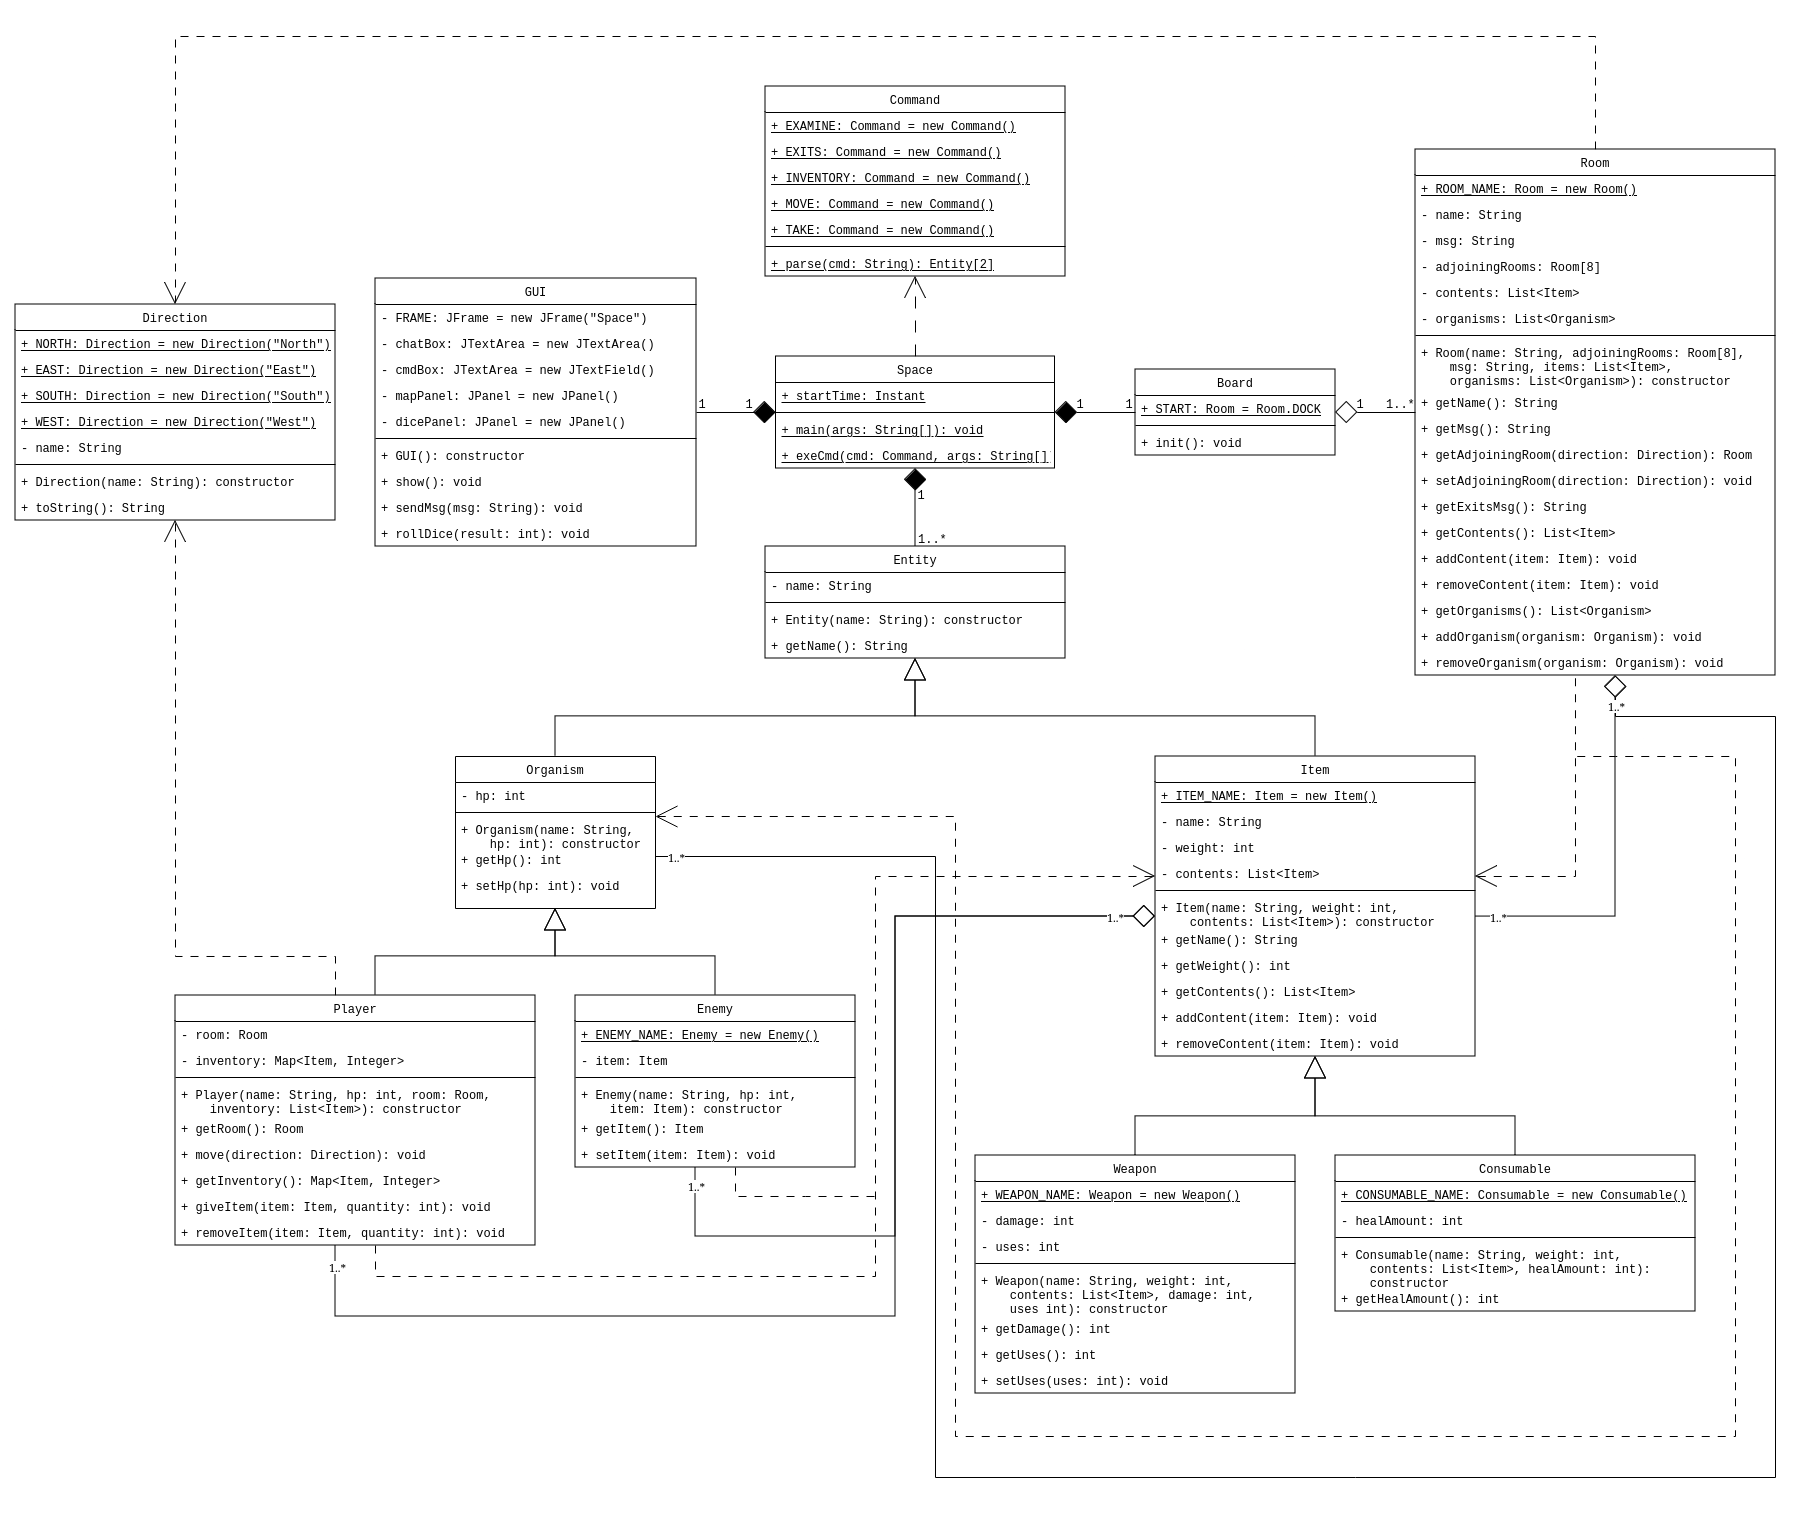 Command
+ EXAMINE: Command = new Command()
+ EXITS: Command = new Command()
+ INVENTORY: Command = new Command()
+ MOVE: Command = new Command()
+ TAKE: Command = new Command()
+ parse(cmd: String): Entity[2]
Room
+ ROOM_NAME: Room = new Room()
- name: String
- msg: String
- adjoiningRooms: Room[8]
- contents: List<Item>
- organisms: List<Organism>
+ Room(name: String, adjoiningRooms: Room[8],
msg: String, items: List<Item>,
organisms: List<Organism>): constructor
+ getName(): String
+ getMsg(): String
+ getAdjoiningRoom(direction: Direction): Room
+ setAdjoiningRoom(direction: Direction): void
+ getExitsMsg(): String
+ getContents(): List<Item>
+ addContent(item: Item): void
+ removeContent(item: Item): void
+ getOrganisms(): List<Organism>
+ addOrganism(organism: Organism): void
+ removeOrganism(organism: Organism): void
1..*
Direction
+ NORTH: Direction = new Direction("North")
+ EAST: Direction = new Direction("East")
+ SOUTH: Direction = new Direction("South")
+ WEST: Direction = new Direction("West")
- name: String
+ Direction(name: String): constructor
+ toString(): String
GUI
- FRAME: JFrame = new JFrame("Space")
- chatBox: JTextArea = new JTextArea()
- cmdBox: JTextArea = new JTextField()
- mapPanel: JPanel = new JPanel()
- dicePanel: JPanel = new JPanel()
+ GUI(): constructor
+ show(): void
+ sendMsg(msg: String): void
+ rollDice(result: int): void
1
1
Space
+ startTime: Instant
+ main(args: String[]): void
+ exeCmd(cmd: Command, args: String[]
1
1
Board
+ START: Room = Room.DOCK
+ init(): void
1
1..*
1
1..*
Entity
- name: String
+ Entity(name: String): constructor
+ getName(): String
Organism
- hp: int
+ Organism(name: String,
hp: int): constructor
+ getHp(): int
+ setHp(hp: int): void
1..*
Item
+ ITEM_NAME: Item = new Item()
- name: String
- weight: int
- contents: List<Item>
+ Item(name: String, weight: int,
contents: List<Item>): constructor
+ getName(): String
+ getWeight(): int
+ getContents(): List<Item>
+ addContent(item: Item): void
+ removeContent(item: Item): void
1..*
1..*
Player
- room: Room
- inventory: Map<Item, Integer>
+ Player(name: String, hp: int, room: Room,
inventory: List<Item>): constructor
+ getRoom(): Room
+ move(direction: Direction): void
+ getInventory(): Map<Item, Integer>
+ giveItem(item: Item, quantity: int): void
+ removeItem(item: Item, quantity: int): void
1..*
Enemy
+ ENEMY_NAME: Enemy = new Enemy()
- item: Item
+ Enemy(name: String, hp: int,
item: Item): constructor
+ getItem(): Item
+ setItem(item: Item): void
1..*
Weapon
+ WEAPON_NAME: Weapon = new Weapon()
- damage: int
- uses: int
+ Weapon(name: String, weight: int,
contents: List<Item>, damage: int,
uses int): constructor
+ getDamage(): int
+ getUses(): int
+ setUses(uses: int): void
Consumable
+ CONSUMABLE_NAME: Consumable = new Consumable()
- healAmount: int
+ Consumable(name: String, weight: int,
contents: List<Item>, healAmount: int):
constructor
+ getHealAmount(): int